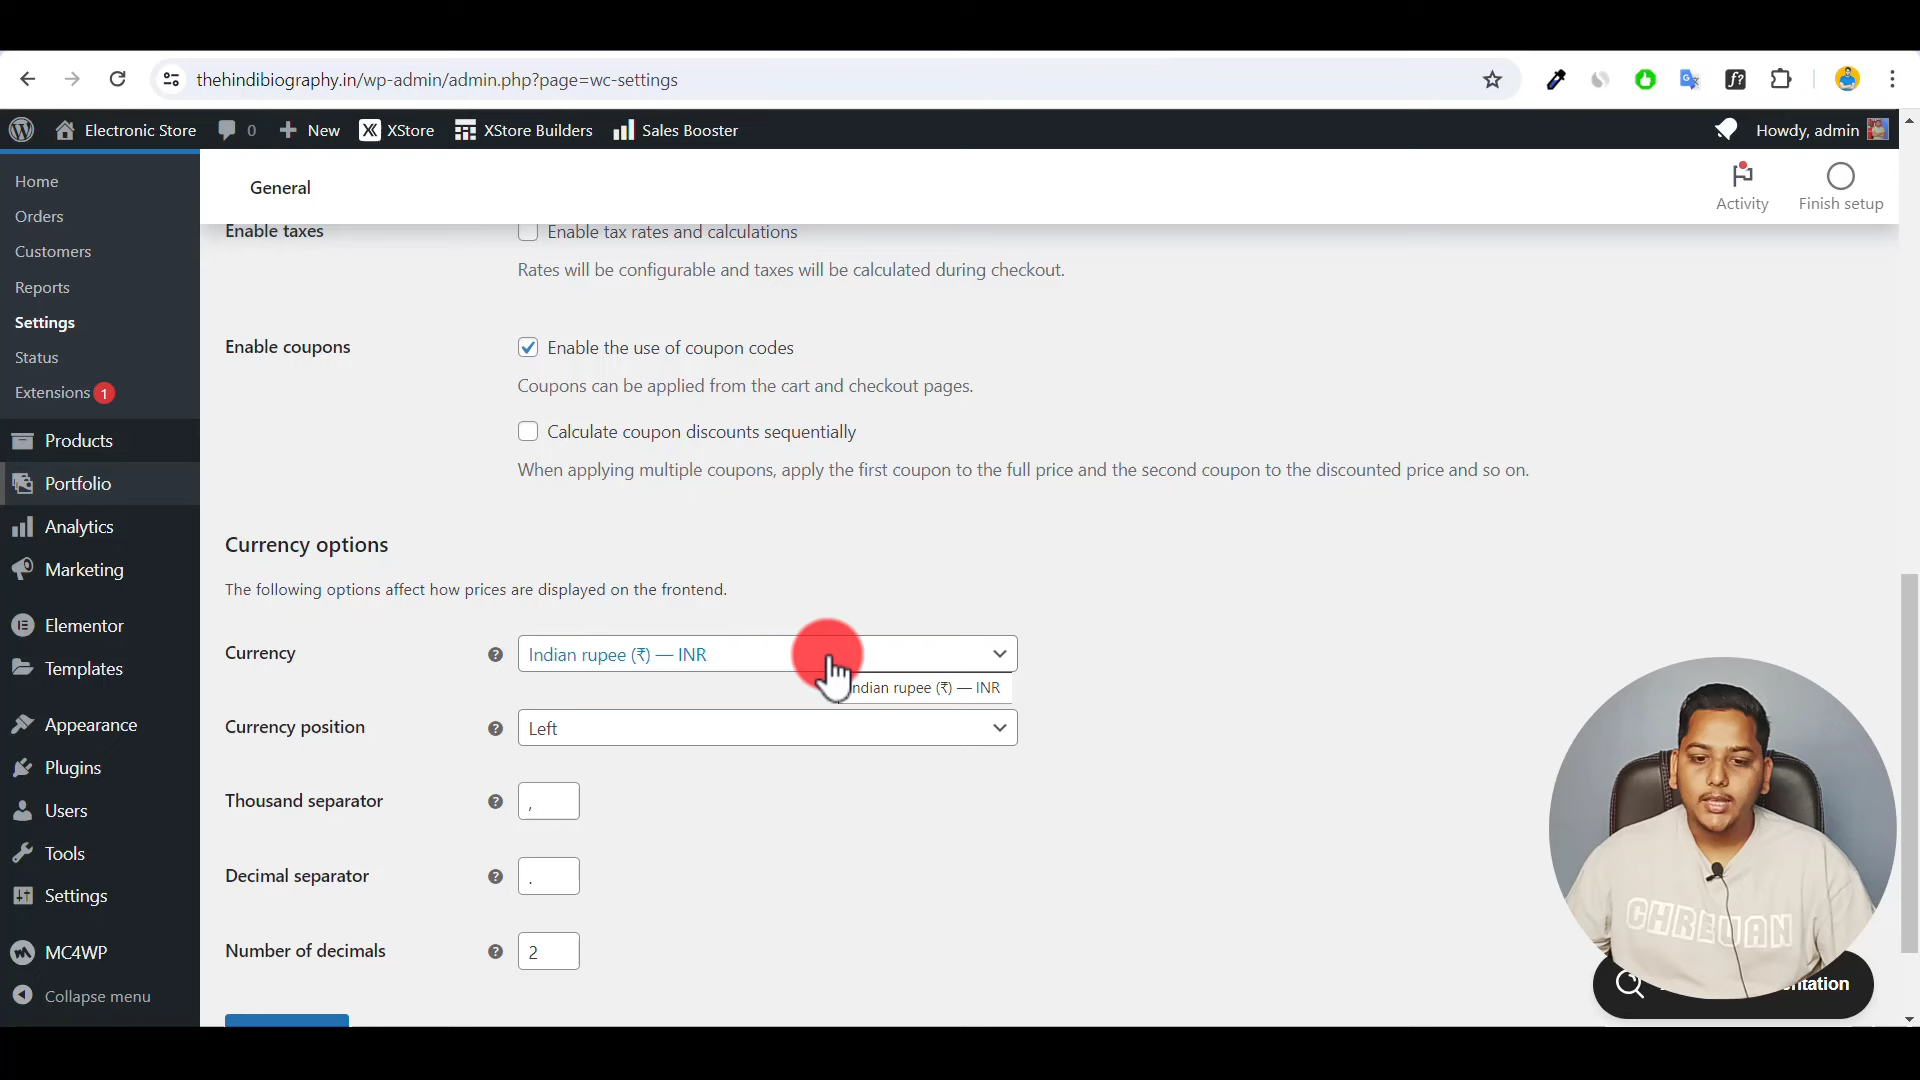 thehindibiography.in/wp-admin/admin.php?page=wc-settings
Electronic Store
0
New
XStore
XStore Builders
Sales Booster
Howdy, admin
Home
Orders
Customers
Reports
Settings
Status
Extensions 1
Products
Portfolio
Analytics
Marketing
Elementor
Templates
Appearance
Plugins
Users
Tools
Settings
MC4WP
Collapse menu
General
Activity
Finish setup
Enable taxes
Enable tax rates and calculations
Rates will be configurable and taxes will be calculated during checkout.
Enable coupons
Enable the use of coupon codes
Coupons can be applied from the cart and checkout pages.
Calculate coupon discounts sequentially
When applying multiple coupons, apply the first coupon to the full price and the second coupon to the discounted price and so on.
Currency options
The following options affect how prices are displayed on the frontend.
Currency
Indian rupee (₹) — INR
ndian rupee (₹) — INR
Currency position
Left
Thousand separator
,
Decimal separator
.
Number of decimals
2